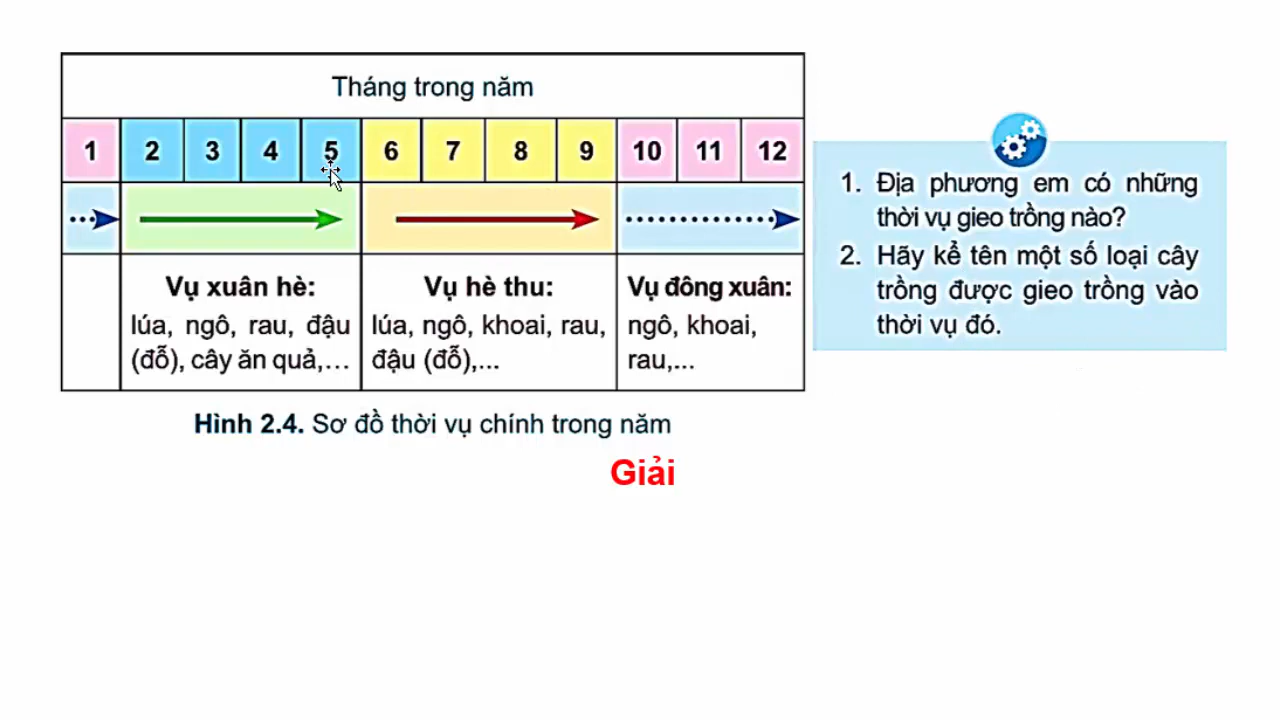 Tháng trong năm
1 2 3 4 5 6 7 8 9 10 11 12
Vụ xuân hè:
lúa, ngô, rau, đậu
(đỗ), cây ăn quả,...
Vụ hè thu:
lúa, ngô, khoai, rau,
đậu (đỗ),...
Vụ đông xuân:
ngô, khoai,
rau,...
Hình 2.4. Sơ đồ thời vụ chính trong năm
1. Địa phương em có những
thời vụ gieo trồng nào?
2. Hãy kể tên một số loại cây
trồng được gieo trồng vào
thời vụ đó.
Giải